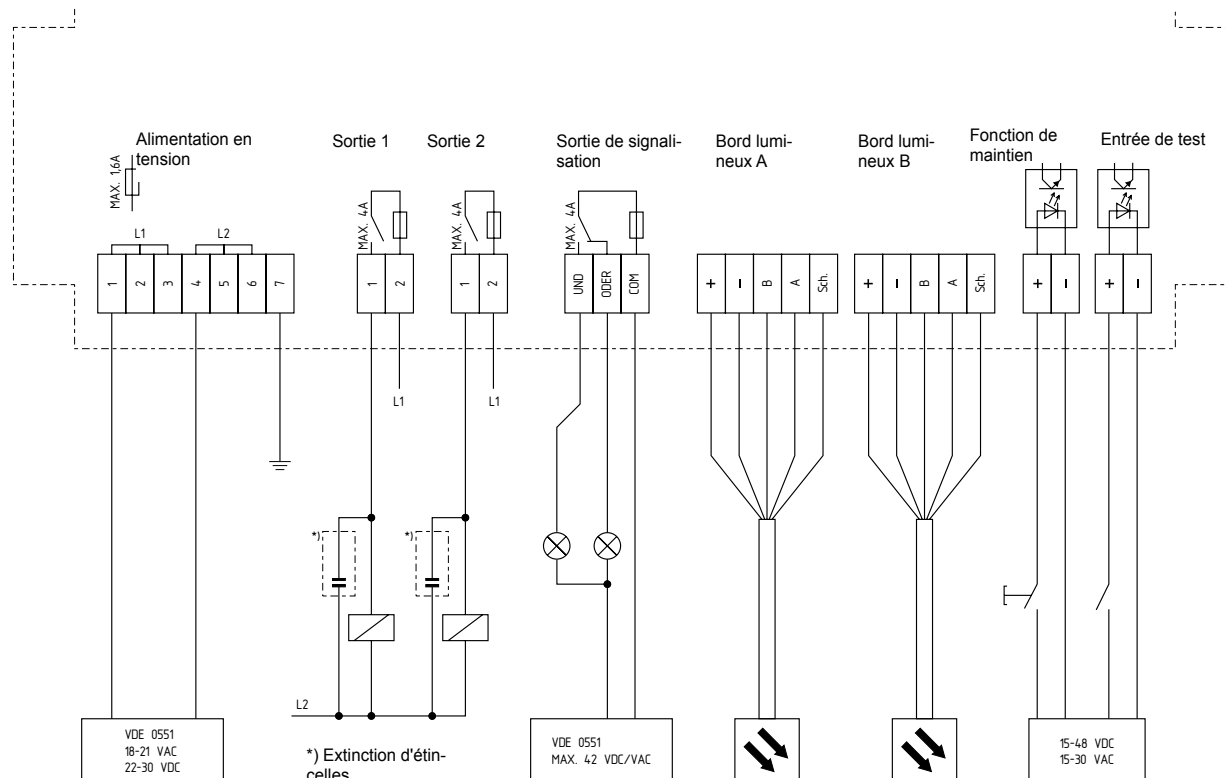 Alimentation en
tension
Sortie 1
Sortie 2
Sortie de signali-
sation
Bord lumi-
neux A
Bord lumi-
neux B
Fonction de
maintien
Entrée de test
MAX. 1,6A
MAX. 4A
MAX. 4A
MAX. 4A
L1
L2
1
2
3
4
5
6
7
1
2
1
2
UND
ODER
COM
+
-
B
A
Sch.
+
-
B
A
Sch.
+
-
+
-
L1
L1
*)
*)
L2
VDE 0551
18-21 VAC
22-30 VDC
*) Extinction d'étin-
celles
VDE 0551
MAX. 42 VDC/VAC
15-48 VDC
15-30 VAC